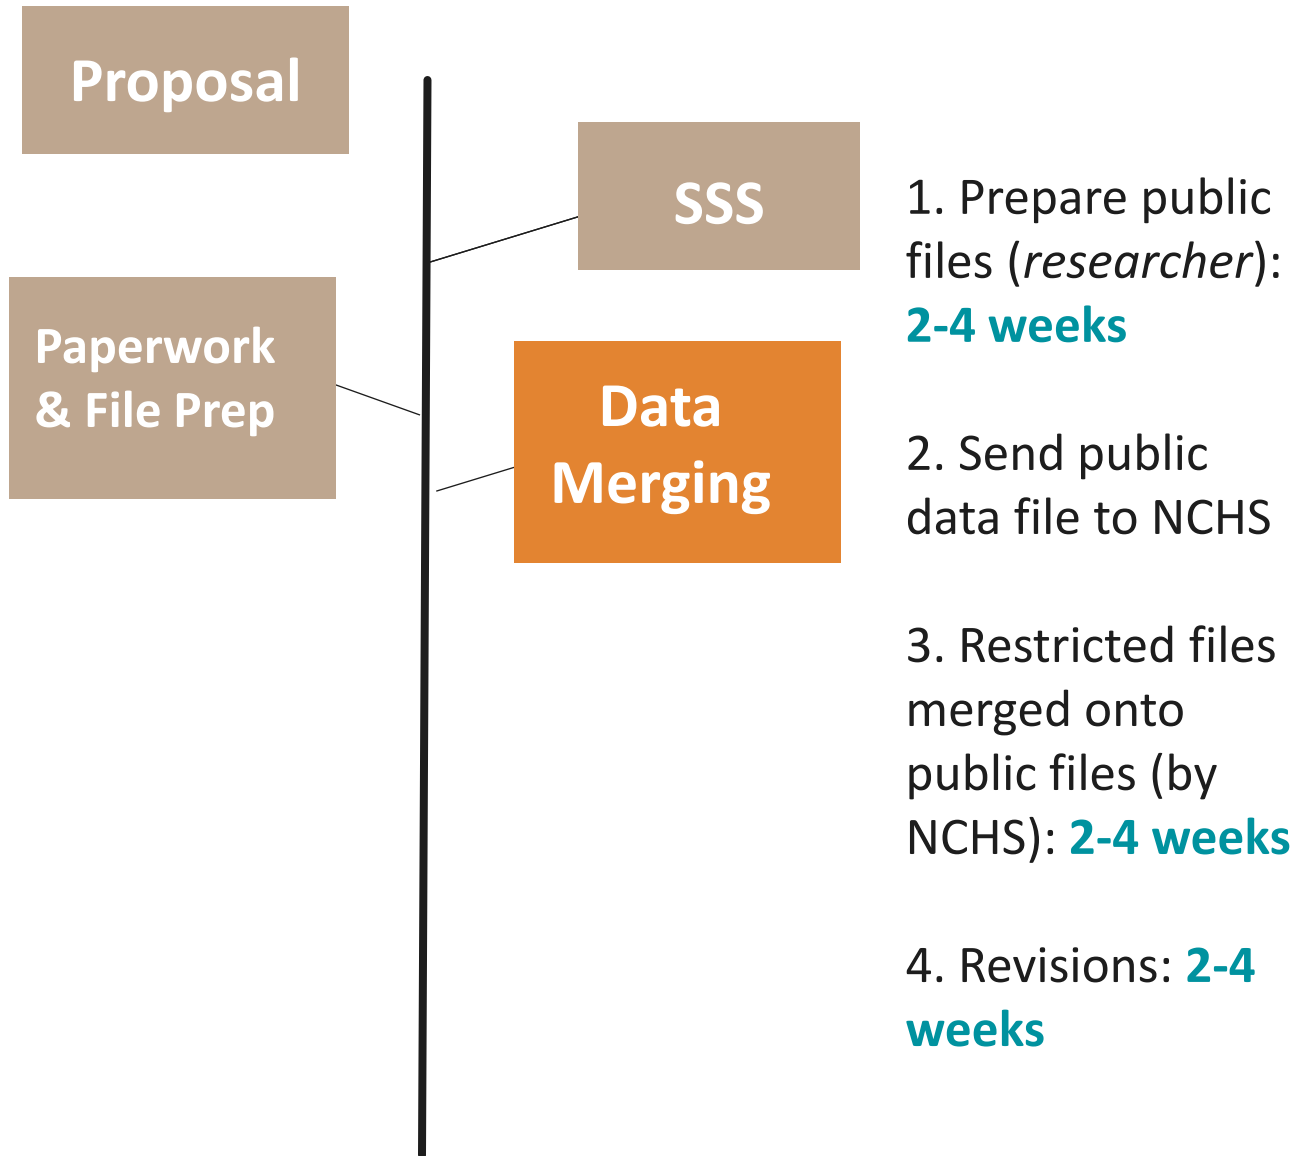 Proposal
SSS
Paperwork
& File Prep
Data
Merging
1. Prepare public
files (researcher):
2-4 weeks
2. Send public
data file to NCHS
3. Restricted files
merged onto
public files (by
NCHS): 2-4 weeks
4. Revisions: 2-4
weeks